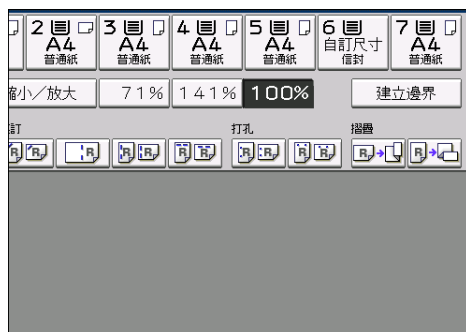 2 3 4 5 6 7
A4 A4 A4 A4 自訂尺寸 A4
普通紙 普通紙 普通紙 普通紙 信封 普通紙
縮小／放大 71% 141% 100% 建立邊界
訂 打孔 摺疊
R R R R R R R R R R R R R R